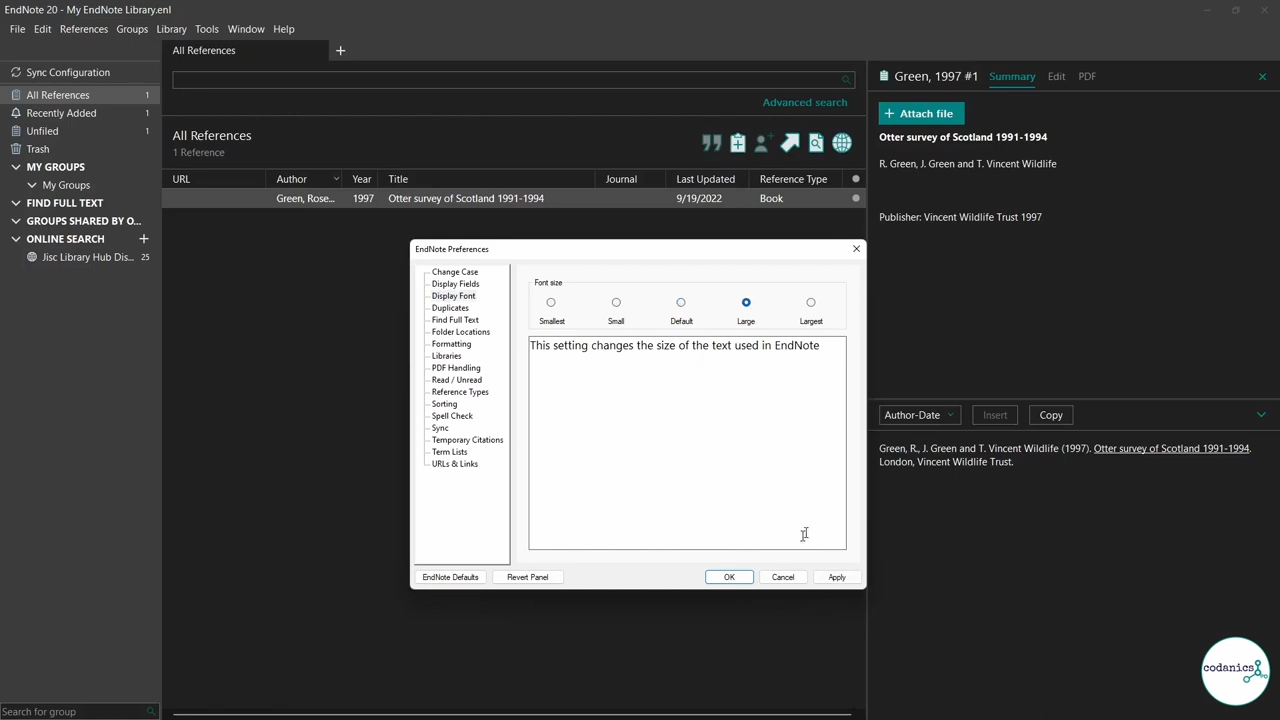 EndNote 20 - My EndNote Library.enl
File Edit References Groups Library Tools Window Help
Sync Configuration
All References 1
Recently Added 1
Unfiled 1
Trash
MY GROUPS
My Groups
FIND FULL TEXT
GROUPS SHARED BY O...
ONLINE SEARCH
Jisc Library Hub Dis... 25
Search for group
All References
Advanced search
All References
1 Reference
URL Author Year Title Journal Last Updated Reference Type
Green, Rose... 1997 Otter survey of Scotland 1991-1994 9/19/2022 Book
EndNote Preferences
Change Case
Display Fields
Display Font
Duplicates
Find Full Text
Folder Locations
Formatting
Libraries
PDF Handling
Read / Unread
Reference Types
Sorting
Spell Check
Sync
Temporary Citations
Term Lists
URLs & Links
Font size
Smallest Small Default Large Largest
This setting changes the size of the text used in EndNote
EndNote Defaults Revert Panel OK Cancel Apply
Green, 1997 #1 Summary Edit PDF
+ Attach file
Otter survey of Scotland 1991-1994
R. Green, J. Green and T. Vincent Wildlife
Publisher: Vincent Wildlife Trust 1997
Author-Date Insert Copy
Green, R., J. Green and T. Vincent Wildlife (1997). Otter survey of Scotland 1991-1994.
London, Vincent Wildlife Trust.
codanics